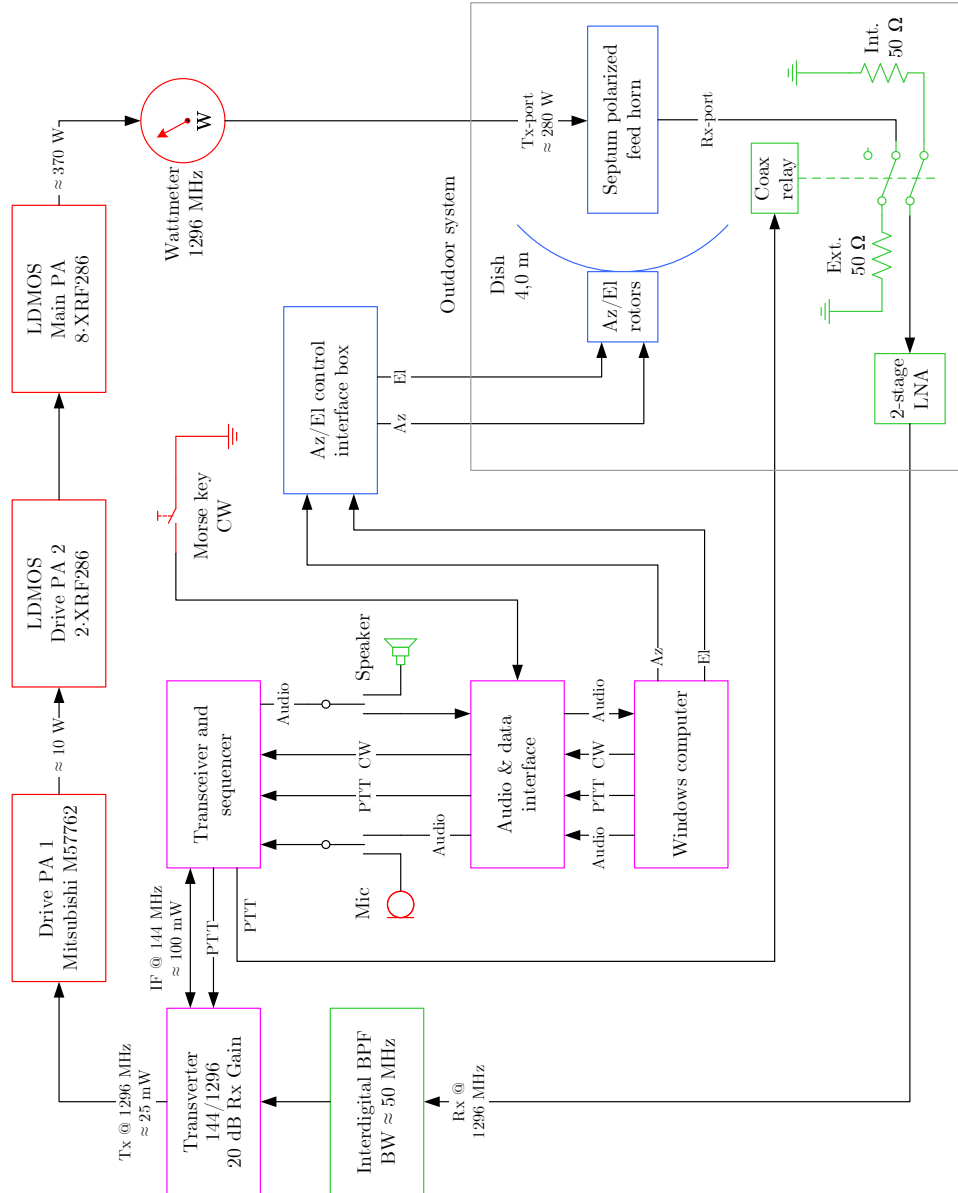 Tx @ 1296 MHz
≈ 25 mW
Drive PA 1
Mitsubishi M57762
≈ 10 W
LDMOS
Drive PA 2
2·XRF286
LDMOS
Main PA
8·XRF286
≈ 370 W
W
Wattmeter
1296 MHz
Transverter
144/1296
20 dB Rx Gain
IF @ 144 MHz
≈ 100 mW
PTT
PTT
Transceiver and
sequencer
Morse key
CW
Mic
Audio
PTT
CW
Audio
Speaker
Audio & data
interface
Audio
PTT
CW
Audio
Windows computer
Az
El
Az/El control
interface box
Az
El
Outdoor system
Dish
4,0 m
Az/El
rotors
Tx-port
≈ 280 W
Septum polarized
feed horn
Rx-port
Coax
relay
Ext.
50 Ω
Int.
50 Ω
2-stage
LNA
Interdigital BPF
BW ≈ 50 MHz
Rx @
1296 MHz